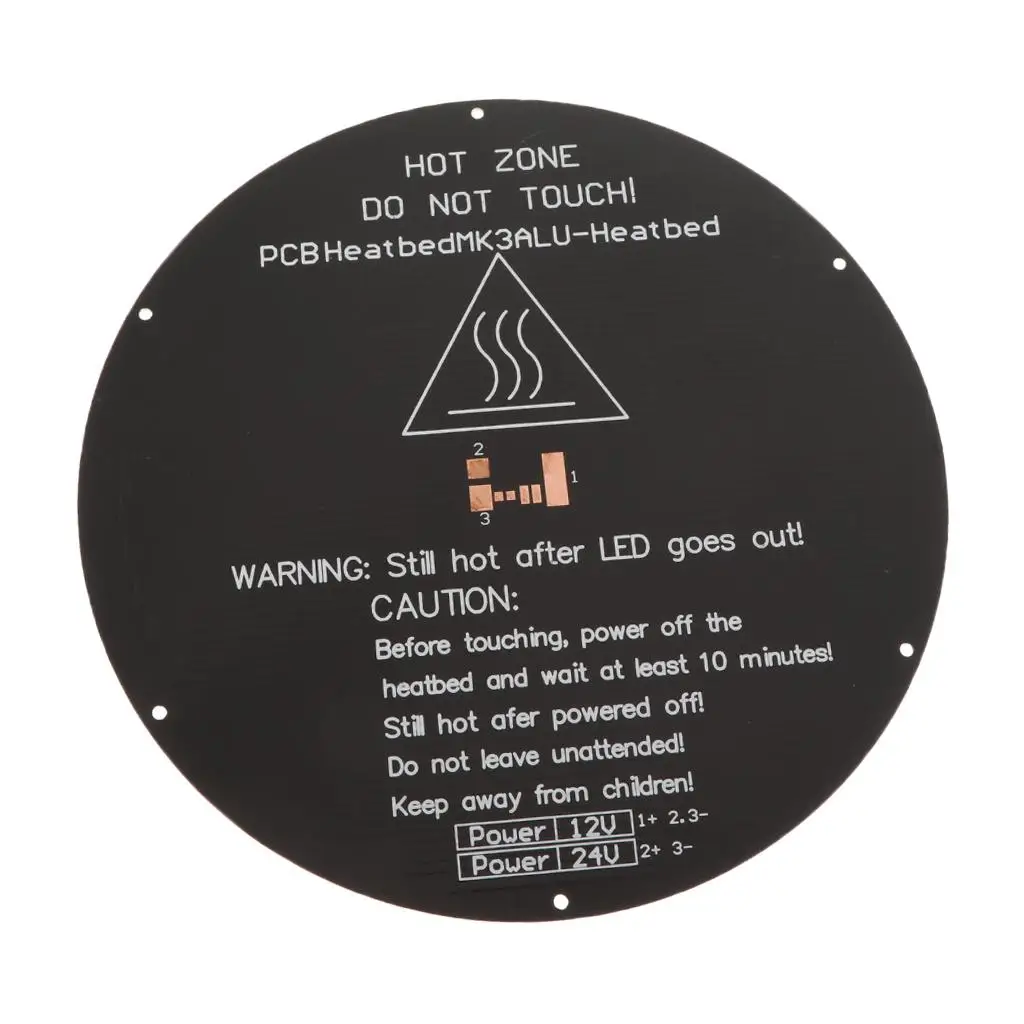 HOT ZONE
DO NOT TOUCH!
PCBHeatbedMK3ALU-Heatbed
2
1
3
WARNING: Still hot after LED goes out!
CAUTION:
Before touching, power off the
heatbed and wait at least 10 minutes!
Still hot afer powered off!
Do not leave unattended!
Keep away from children!
Power 12V 1+ 2.3-
Power 24V 2+ 3-